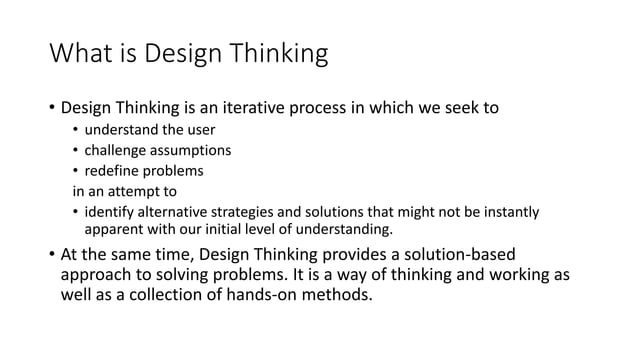 What is Design Thinking
• Design Thinking is an iterative process in which we seek to
• understand the user
• challenge assumptions
• redefine problems
in an attempt to
• identify alternative strategies and solutions that might not be instantly
apparent with our initial level of understanding.
• At the same time, Design Thinking provides a solution-based
approach to solving problems. It is a way of thinking and working as
well as a collection of hands-on methods.